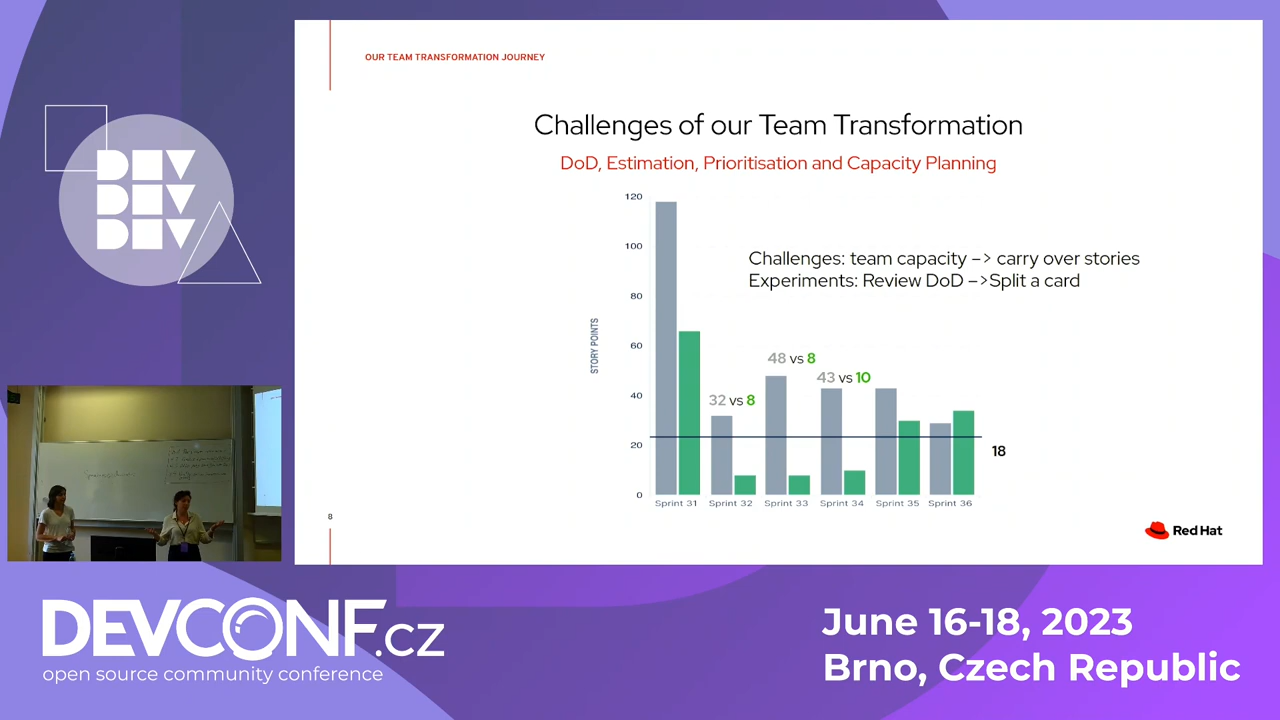 OUR TEAM TRANSFORMATION JOURNEY
Challenges of our Team Transformation
DoD, Estimation, Prioritisation and Capacity Planning
DEV
DEV
DEV
120
100
80
60
40
20
0
STORY POINTS
Challenges: team capacity –> carry over stories
Experiments: Review DoD –>Split a card
32 vs 8
48 vs 8
43 vs 10
18
Sprint 31
Sprint 32
Sprint 33
Sprint 34
Sprint 35
Sprint 36
8
Red Hat
DEVCONF.cz
open source community conference
June 16-18, 2023
Brno, Czech Republic